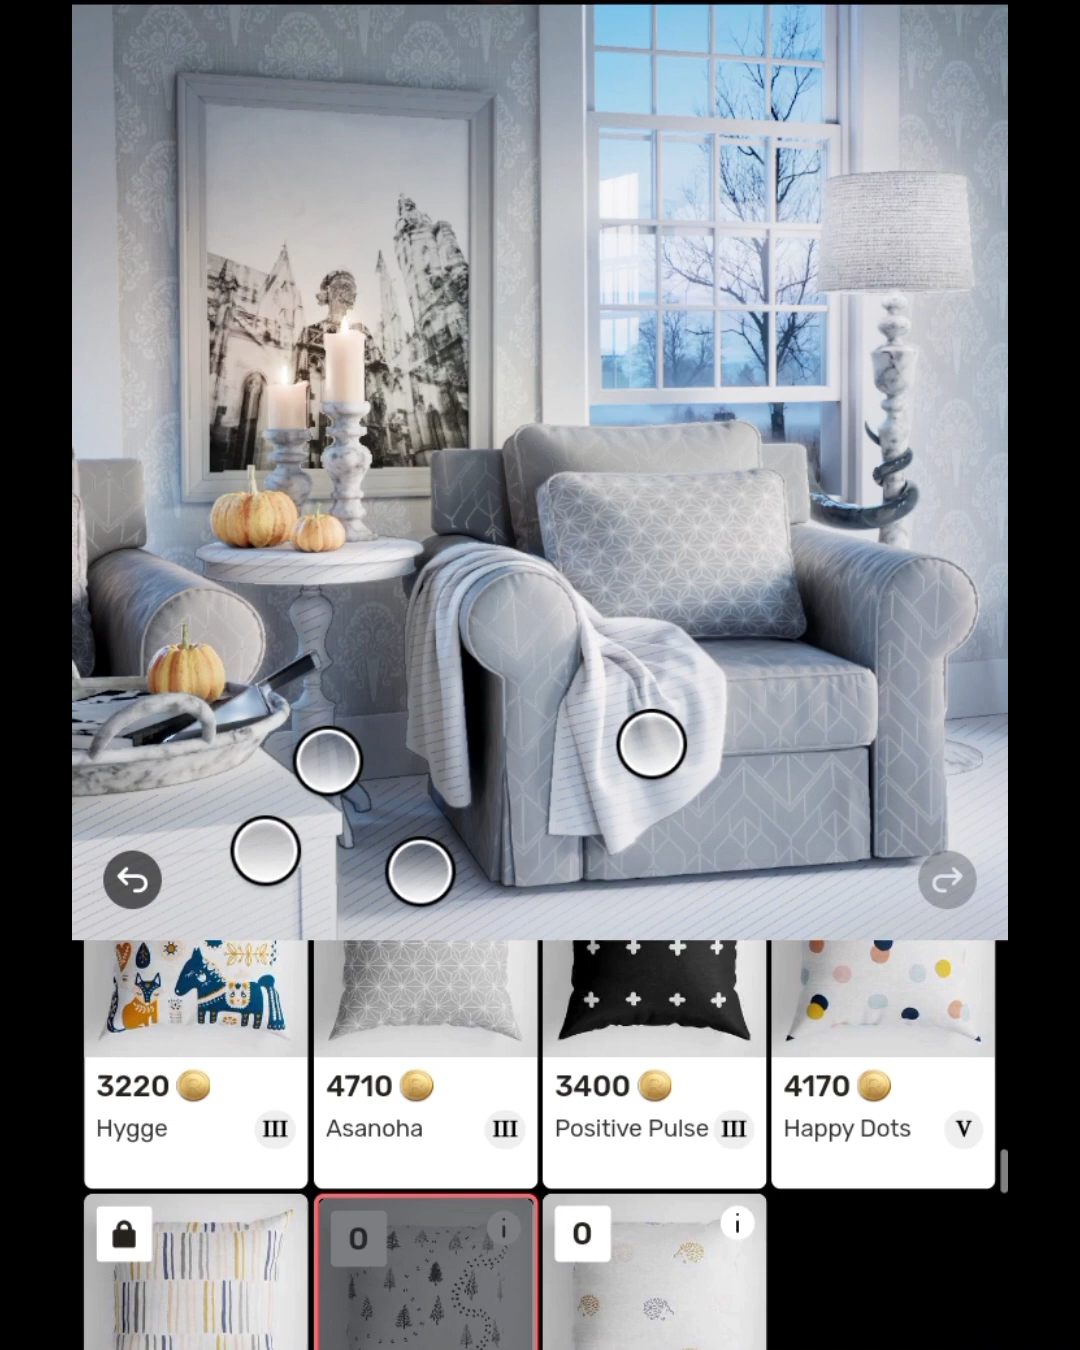 3220
4710
3400
4170
Hygge III
Asanoha III
Positive Pulse III
Happy Dots V
0 i
0 i